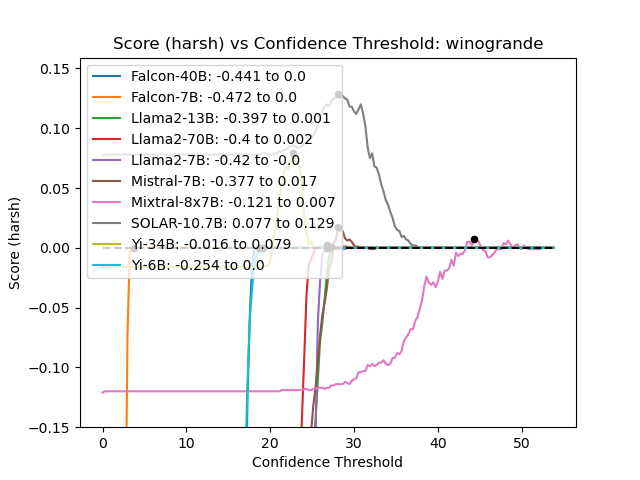 Score (harsh) vs Confidence Threshold: winogrande
Score (harsh)
0.15
0.10
0.05
0.00
−0.05
−0.10
−0.15
Falcon-40B: -0.441 to 0.0
Falcon-7B: -0.472 to 0.0
Llama2-13B: -0.397 to 0.001
Llama2-70B: -0.4 to 0.002
Llama2-7B: -0.42 to -0.0
Mistral-7B: -0.377 to 0.017
Mixtral-8x7B: -0.121 to 0.007
SOLAR-10.7B: 0.077 to 0.129
Yi-34B: -0.016 to 0.079
Yi-6B: -0.254 to 0.0
0 10 20 30 40 50
Confidence Threshold